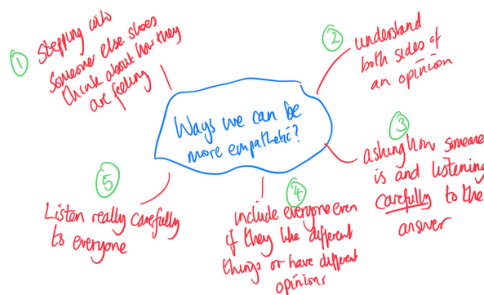 Ways we can be
more empathetic?
1
Stepping into
someone else shoes
think about how they
are feeling
2
understand
both sides of
an opinion
3
asking how someone
is and listening
carefully to the
answer
4
include everyone even
if they like different
things or have different
opinions
5
Listen really carefully
to everyone